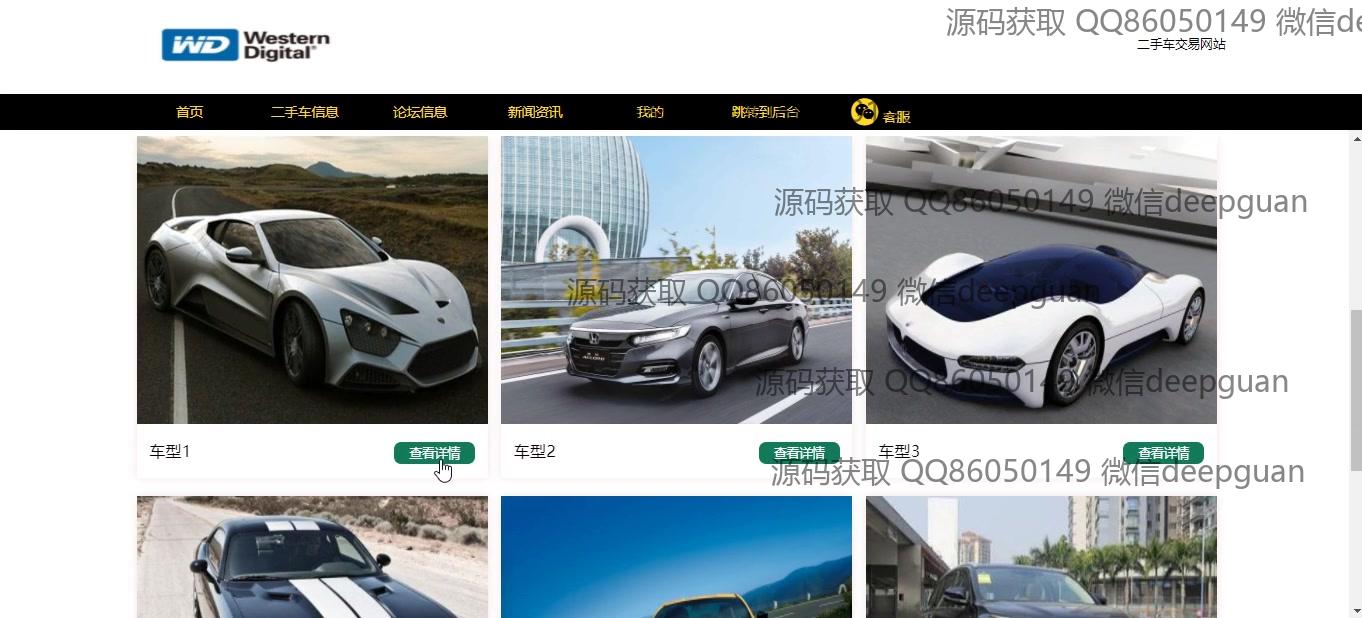 源码获取 QQ86050149 微信de
WD Western
Digital®
二手车交易网站
首页 二手车信息 论坛信息 新闻资讯 我的 跳转到后台 客服
源码获取 QQ86050149 微信deepguan
源码获取 QQ86050149 微信deepguan
ACCORD
源码获取 QQ86050149 微信deepguan
车型1 查看详情 车型2 查看详情 车型3 查看详情
源码获取 QQ86050149 微信deepguan